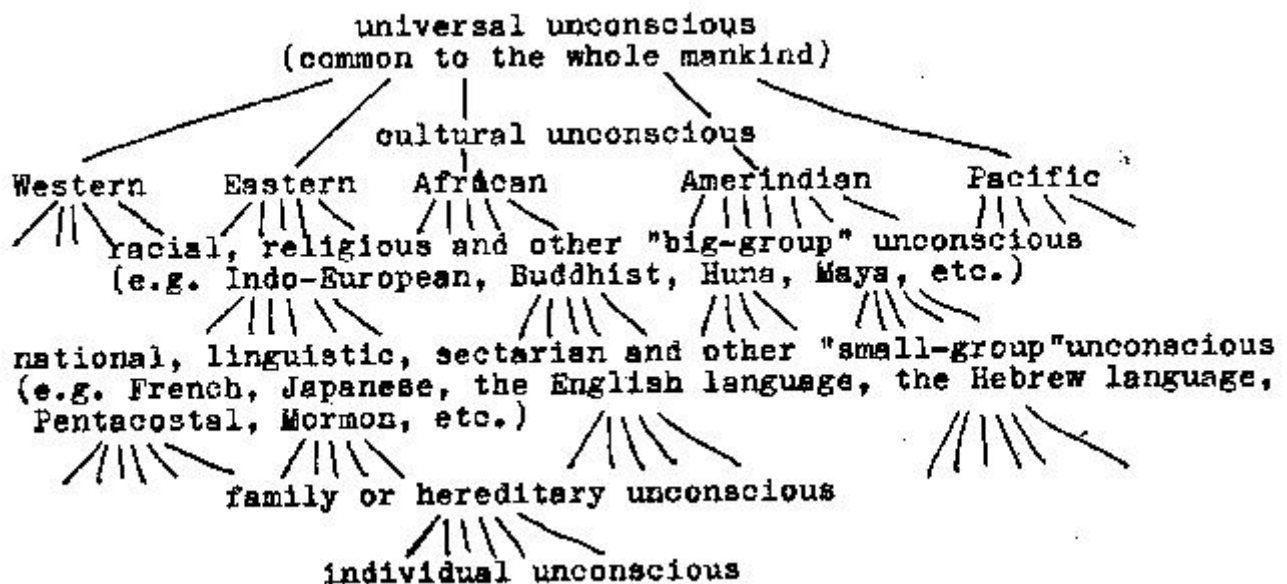 universal unconscious
(common to the whole mankind)
cultural unconscious
Western Eastern African Amerindian Pacific
racial, religious and other "big-group" unconscious
(e.g. Indo-European, Buddhist, Huna, Maya, etc.)
national, linguistic, sectarian and other "small-group"unconscious
(e.g. French, Japanese, the English language, the Hebrew language,
Pentacostal, Mormon, etc.)
family or hereditary unconscious
individual unconscious